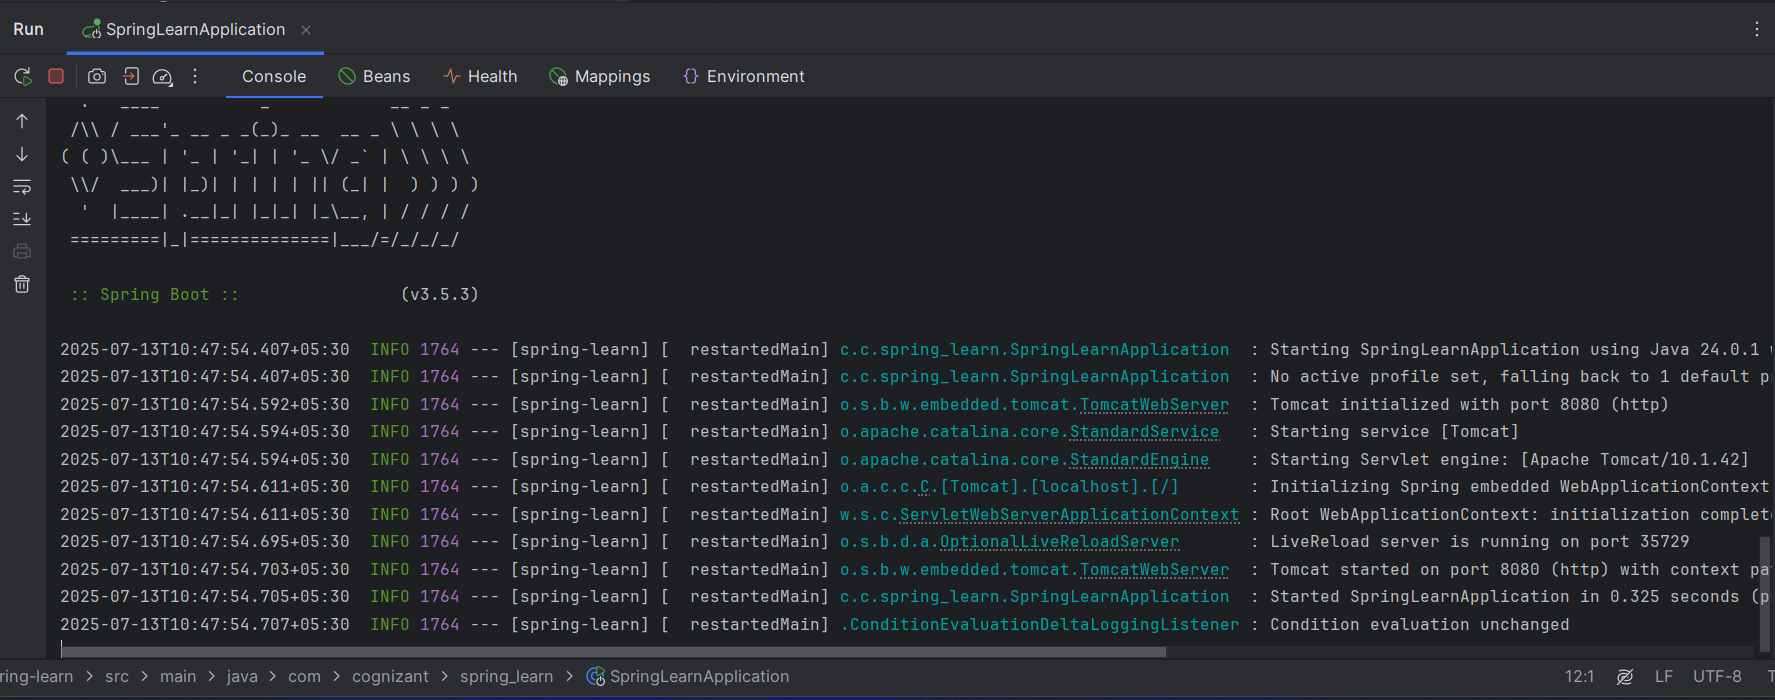 Run SpringLearnApplication
Console Beans Health Mappings {} Environment
  .   ____          _            __ _ _
 /\\ / ___'_ __ _ _(_)_ __  __ _ \ \ \ \
( ( )\___ | '_ | '_| | '_ \/ _` | \ \ \ \
 \\/  ___)| |_)| | | | | || (_| |  ) ) ) )
  '  |____| .__|_| |_|_| |_\__, | / / / /
 =========|_|==============|___/=/_/_/_/
 :: Spring Boot ::                (v3.5.3)
2025-07-13T10:47:54.407+05:30  INFO 1764 --- [spring-learn] [  restartedMain] c.c.spring_learn.SpringLearnApplication  : Starting SpringLearnApplication using Java 24.0.1
2025-07-13T10:47:54.407+05:30  INFO 1764 --- [spring-learn] [  restartedMain] c.c.spring_learn.SpringLearnApplication  : No active profile set, falling back to 1 default
2025-07-13T10:47:54.592+05:30  INFO 1764 --- [spring-learn] [  restartedMain] o.s.b.w.embedded.tomcat.TomcatWebServer  : Tomcat initialized with port 8080 (http)
2025-07-13T10:47:54.594+05:30  INFO 1764 --- [spring-learn] [  restartedMain] o.apache.catalina.core.StandardService   : Starting service [Tomcat]
2025-07-13T10:47:54.594+05:30  INFO 1764 --- [spring-learn] [  restartedMain] o.apache.catalina.core.StandardEngine    : Starting Servlet engine: [Apache Tomcat/10.1.42]
2025-07-13T10:47:54.611+05:30  INFO 1764 --- [spring-learn] [  restartedMain] o.a.c.c.C.[Tomcat].[localhost].[/]       : Initializing Spring embedded WebApplicationContext
2025-07-13T10:47:54.611+05:30  INFO 1764 --- [spring-learn] [  restartedMain] w.s.c.ServletWebServerApplicationContext : Root WebApplicationContext: initialization complet
2025-07-13T10:47:54.695+05:30  INFO 1764 --- [spring-learn] [  restartedMain] o.s.b.d.a.OptionalLiveReloadServer       : LiveReload server is running on port 35729
2025-07-13T10:47:54.703+05:30  INFO 1764 --- [spring-learn] [  restartedMain] o.s.b.w.embedded.tomcat.TomcatWebServer  : Tomcat started on port 8080 (http) with context pa
2025-07-13T10:47:54.705+05:30  INFO 1764 --- [spring-learn] [  restartedMain] c.c.spring_learn.SpringLearnApplication  : Started SpringLearnApplication in 0.325 seconds (p
2025-07-13T10:47:54.707+05:30  INFO 1764 --- [spring-learn] [  restartedMain] .ConditionEvaluationDeltaLoggingListener : Condition evaluation unchanged
ring-learn > src > main > java > com > cognizant > spring_learn > SpringLearnApplication 12:1 LF UTF-8